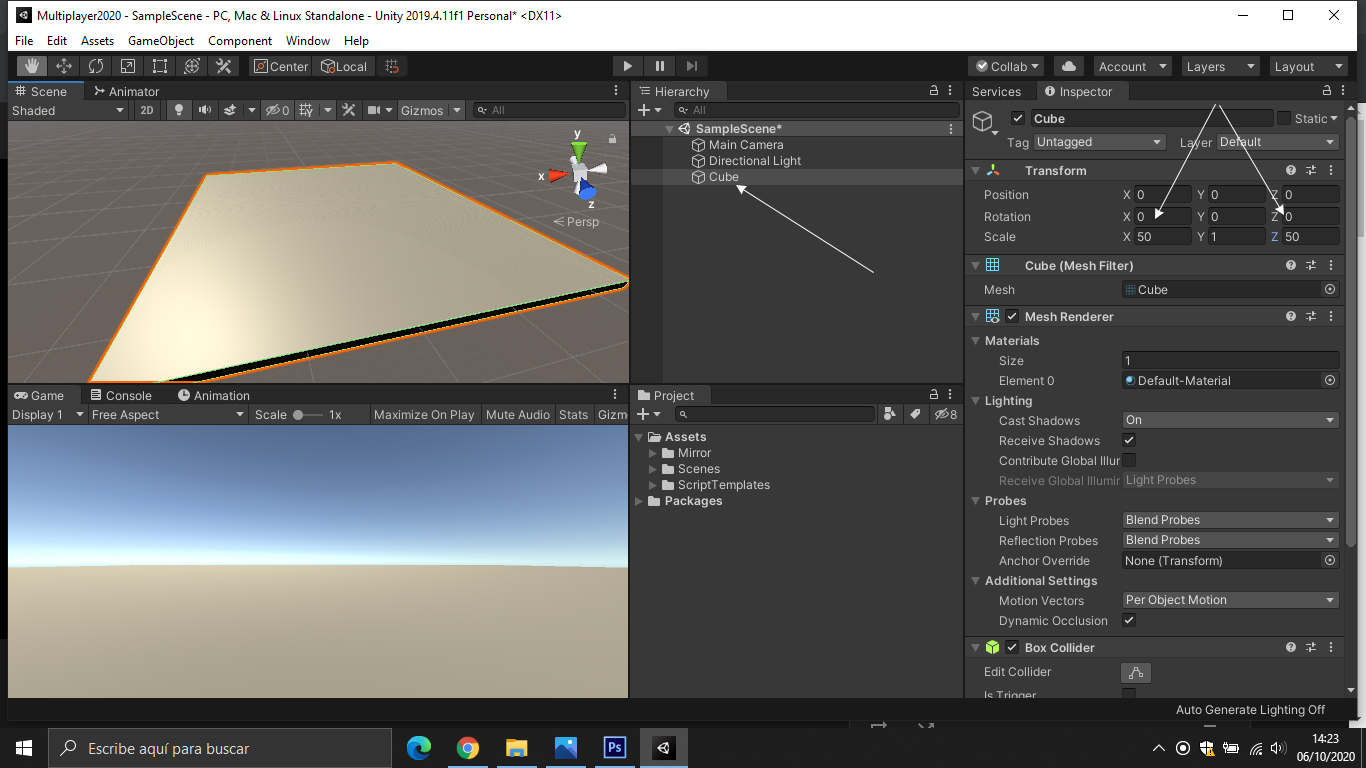 Multiplayer2020 - SampleScene - PC, Mac & Linux Standalone - Unity 2019.4.11f1 Personal* <DX11>
File Edit Assets GameObject Component Window Help
Center Local Collab Account Layers Layout
Scene Animator
Shaded 2D 0 Gizmos All
y
x
z
Persp
Hierarchy
All
SampleScene*
Main Camera
Directional Light
Cube
Game Console Animation
Display 1 Free Aspect Scale 1x Maximize On Play Mute Audio Stats Gizm
Project
8
Assets
Mirror
Scenes
ScriptTemplates
Packages
Services Inspector
Cube Static
Tag Untagged Layer Default
Transform
Position X 0 Y 0 Z 0
Rotation X 0 Y 0 Z 0
Scale X 50 Y 1 Z 50
Cube (Mesh Filter)
Mesh Cube
Mesh Renderer
Materials
Size 1
Element 0 Default-Material
Lighting
Cast Shadows On
Receive Shadows
Contribute Global Illur
Receive Global Illumir Light Probes
Probes
Light Probes Blend Probes
Reflection Probes Blend Probes
Anchor Override None (Transform)
Additional Settings
Motion Vectors Per Object Motion
Dynamic Occlusion
Box Collider
Edit Collider
Is Trigger
Auto Generate Lighting Off
Escribe aquí para buscar
Ps
14:23
06/10/2020